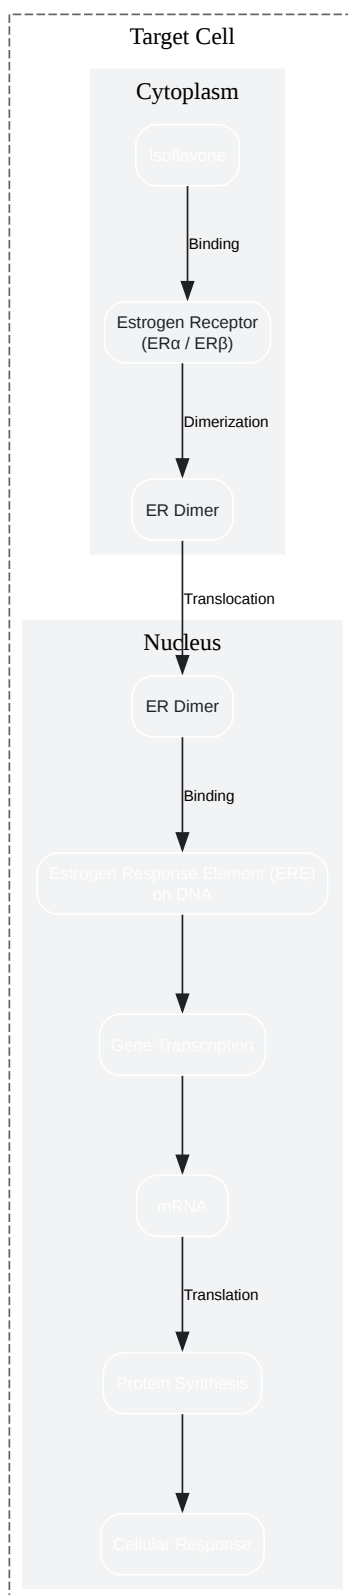 Target Cell
Cytoplasm
Isoflavone
Binding
Estrogen Receptor
(ERα / ERβ)
Dimerization
ER Dimer
Translocation
Nucleus
ER Dimer
Binding
Estrogen Response Element (ERE)
on DNA
Gene Transcription
mRNA
Translation
Protein Synthesis
Cellular Response